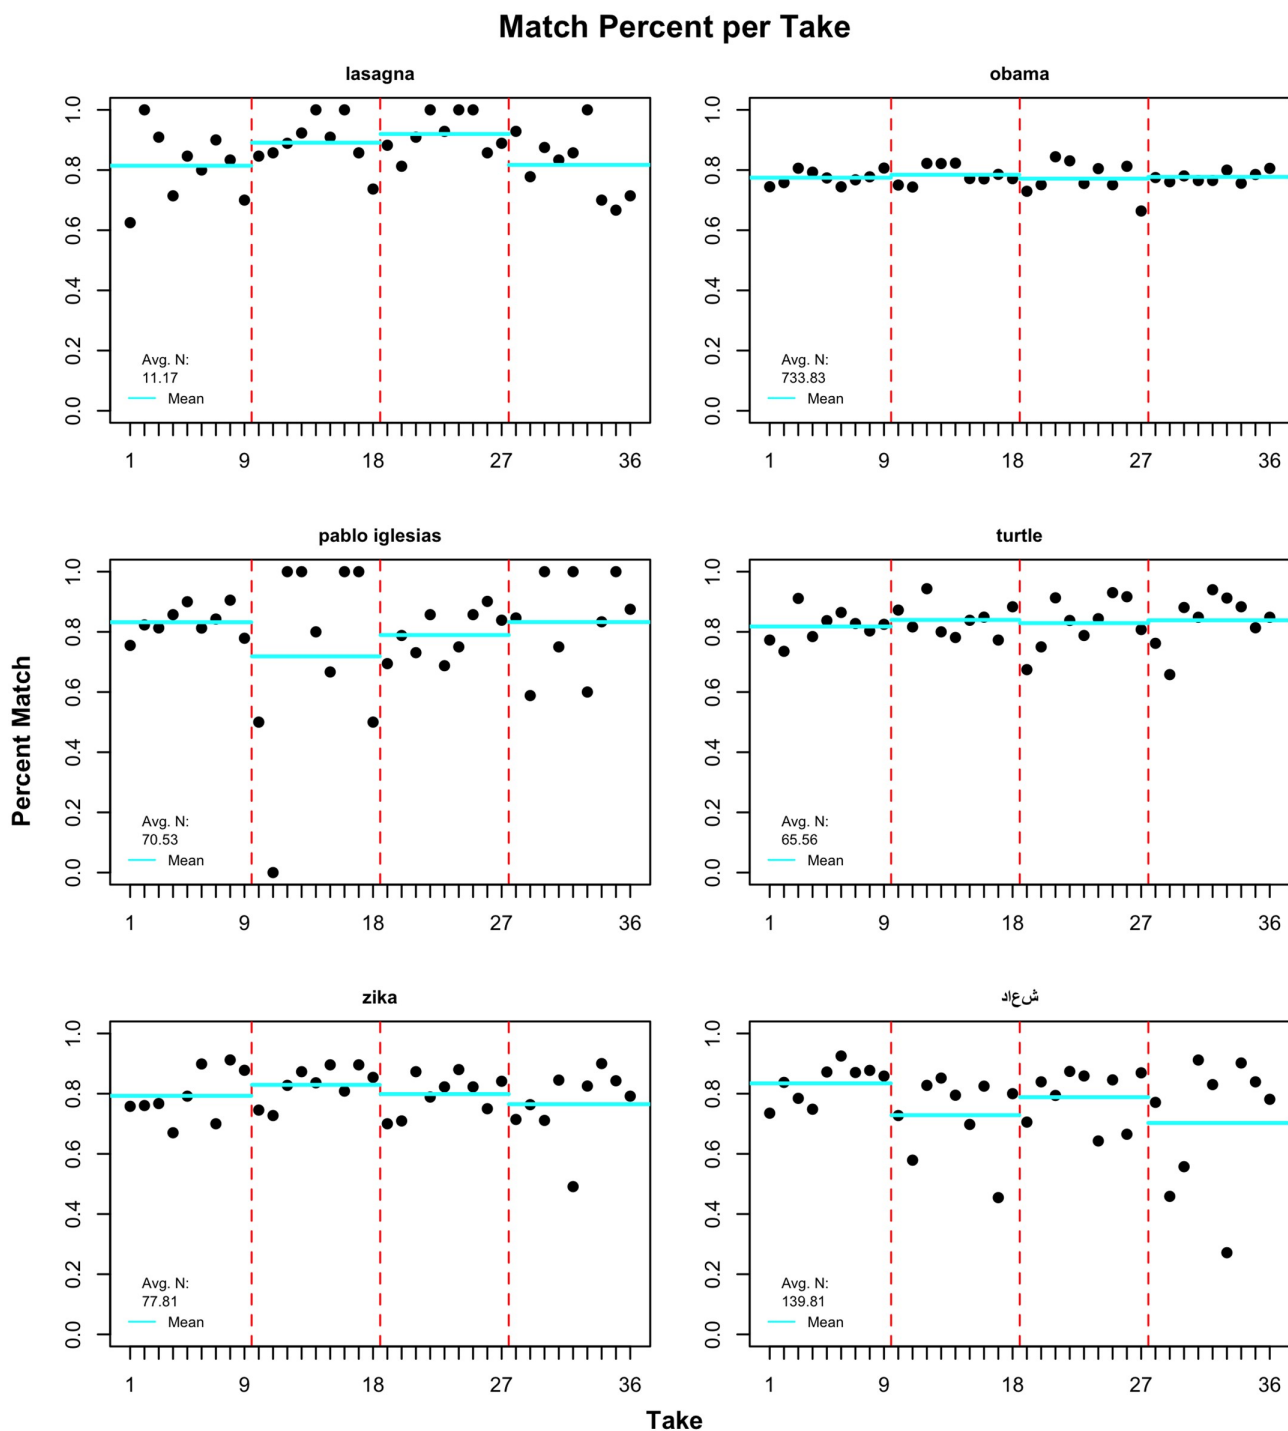 Match Percent per Take
lasagna
1.0
0.8
0.6
0.4
0.2
0.0
Avg. N:
11.17
Mean
1 9 18 27 36
obama
1.0
0.8
0.6
0.4
0.2
0.0
Avg. N:
733.83
Mean
1 9 18 27 36
Percent Match
pablo iglesias
1.0
0.8
0.6
0.4
0.2
0.0
Avg. N:
70.53
Mean
1 9 18 27 36
turtle
1.0
0.8
0.6
0.4
0.2
0.0
Avg. N:
65.56
Mean
1 9 18 27 36
zika
1.0
0.8
0.6
0.4
0.2
0.0
Avg. N:
77.81
Mean
1 9 18 27 36
شعاد
1.0
0.8
0.6
0.4
0.2
0.0
Avg. N:
139.81
Mean
1 9 18 27 36
Take